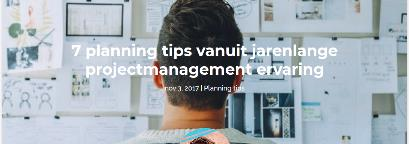 7 planning tips vanuit jarenlange
projectmanagement ervaring
nov 3, 2017 | Planning tips